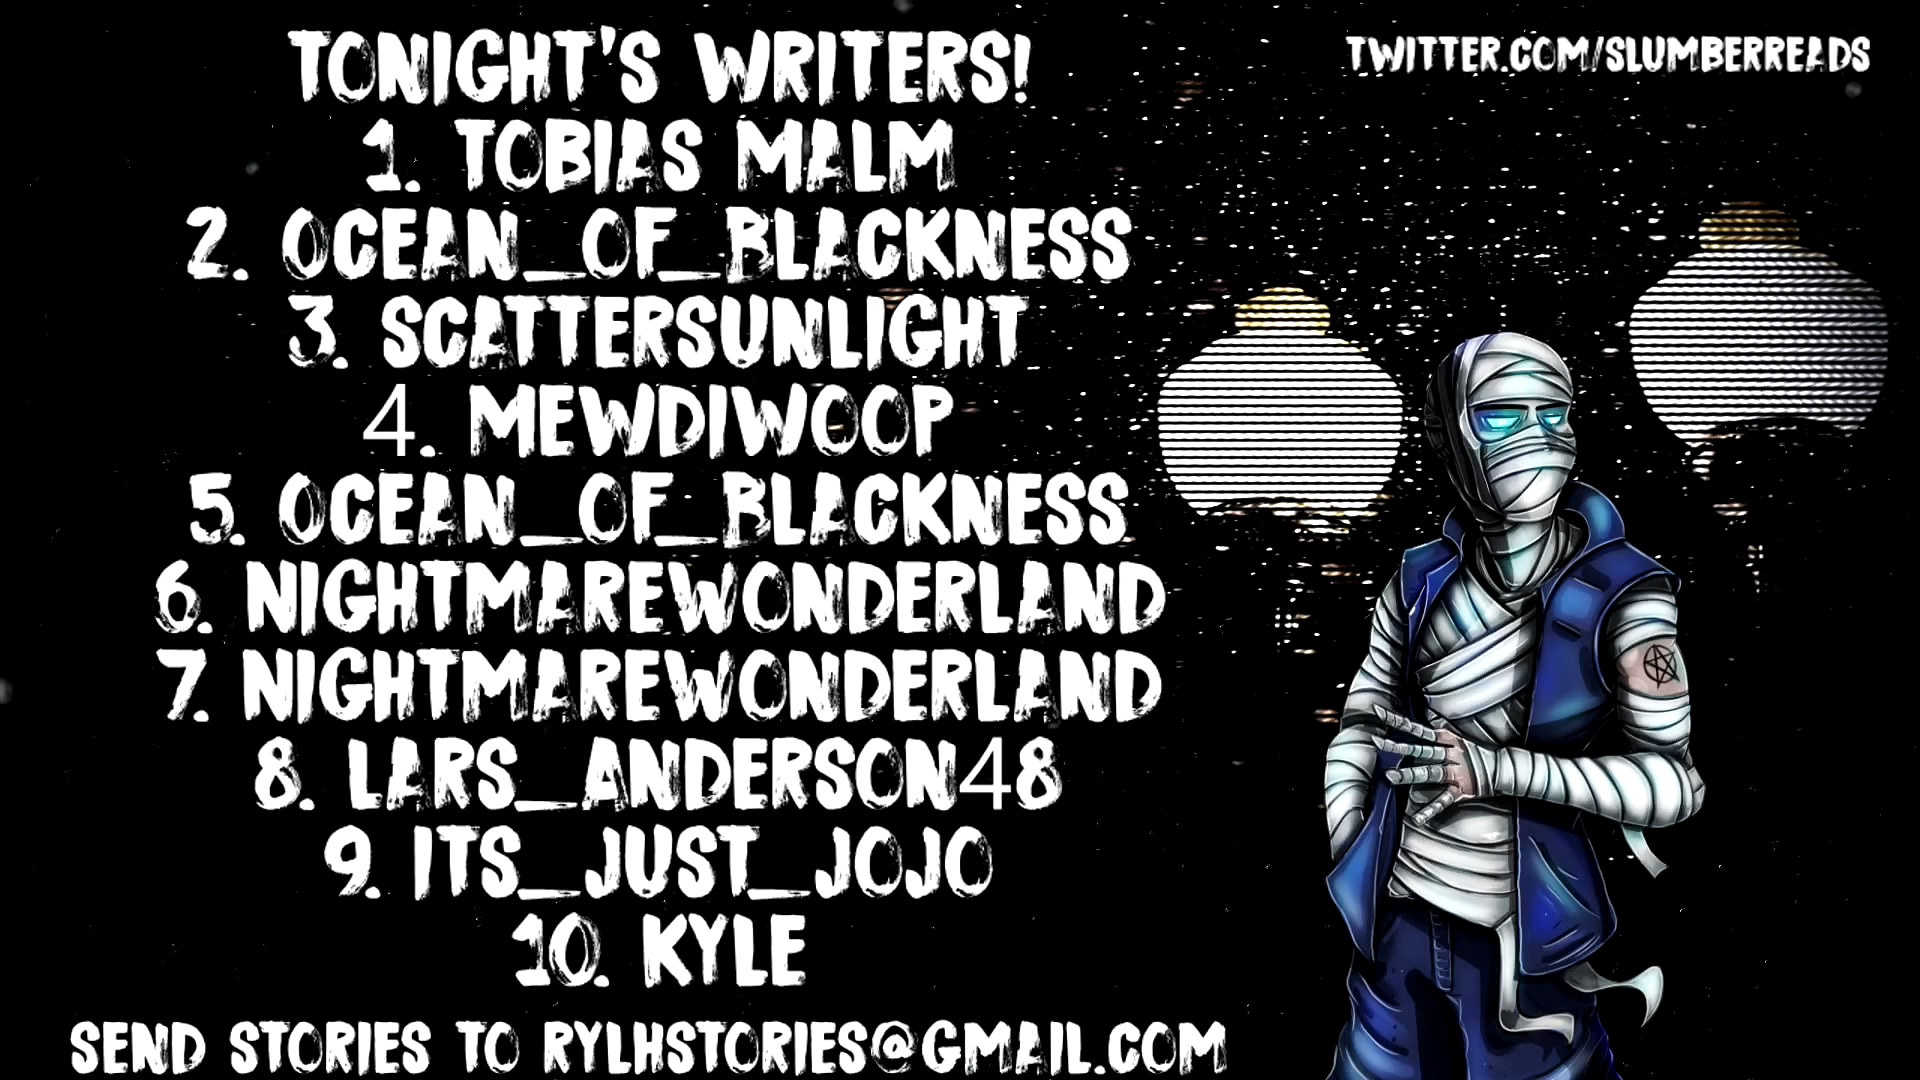 TONIGHT'S WRITERS!
TWITTER.COM/SLUMBERREADS
1. TOBIAS MALM
2. OCEAN_OF_BLACKNESS
3. SCATTERSUNLIGHT
4. MEWDIWOOP
5. OCEAN_OF_BLACKNESS
6. NIGHTMAREWONDERLAND
7. NIGHTMAREWONDERLAND
8. LARS_ANDERSON48
9. ITS_JUST_JOJO
10. KYLE
SEND STORIES TO RYLHSTORIES@GMAIL.COM